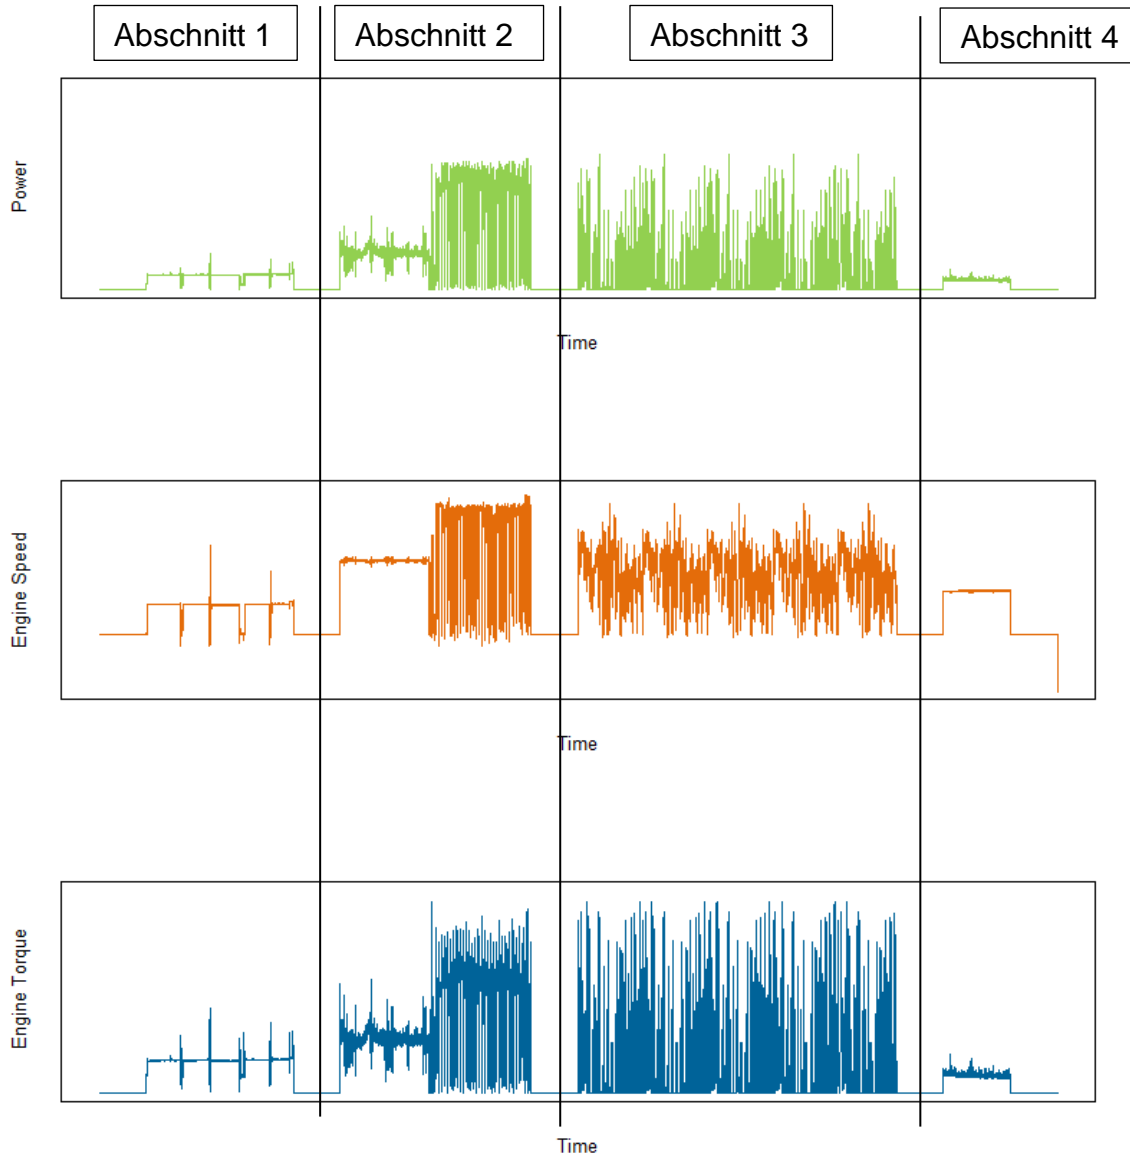 Abschnitt 1
Abschnitt 2
Abschnitt 3
Abschnitt 4
Power
Time
Engine Speed
Time
Engine Torque
Time